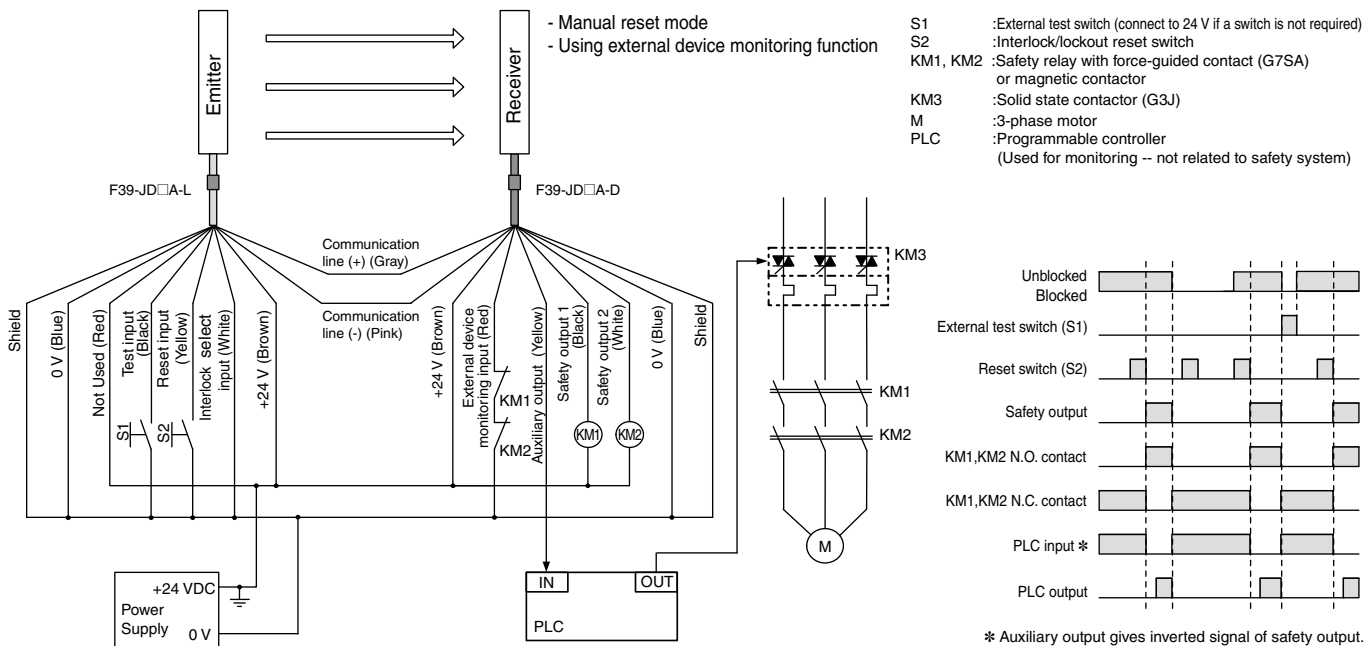 - Manual reset mode
- Using external device monitoring function
S1 :External test switch (connect to 24 V if a switch is not required)
S2 :Interlock/lockout reset switch
KM1, KM2 :Safety relay with force-guided contact (G7SA)
or magnetic contactor
KM3 :Solid state contactor (G3J)
M :3-phase motor
PLC :Programmable controller
(Used for monitoring -- not related to safety system)
Emitter
Receiver
F39-JD□A-L
F39-JD□A-D
Communication
line (+) (Gray)
Communication
line (-) (Pink)
Shield
0 V (Blue)
Not Used (Red)
Test input
(Black)
Reset input
(Yellow)
Interlock select
input (White)
+24 V (Brown)
+24 V (Brown)
External device
monitoring input (Red)
Auxiliary output (Yellow)
Safety output 1
(Black)
Safety output 2
(White)
0 V (Blue)
Shield
S1
S2
KM1
KM2
KM1
KM2
+24 VDC
Power
Supply
0 V
IN
OUT
PLC
KM3
KM1
KM2
M
Unblocked
Blocked
External test switch (S1)
Reset switch (S2)
Safety output
KM1,KM2 N.O. contact
KM1,KM2 N.C. contact
PLC input ✻
PLC output
✻ Auxiliary output gives inverted signal of safety output.